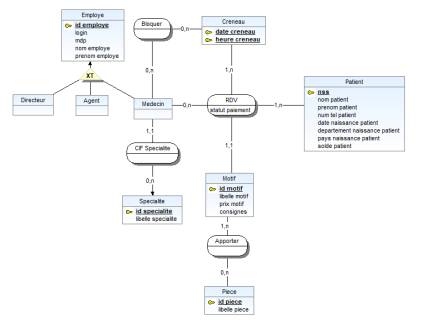 Employe
id employe
login
mdp
nom employe
prenom employe
Bloquer
0,n
Creneau
date creneau
heure creneau
XT
0,n
1,n
Directeur
Agent
Medecin
0,n
RDV
statut paiement
1,n
Patient
nss
nom patient
prenom patient
num tel patient
date naissance patient
departement naissance patient
pays naissance patient
solde patient
1,1
1,1
CIF Specialite
0,n
Motif
id motif
libelle motif
prix motif
consignes
Specialite
id specialite
libelle specialite
1,n
Apporter
0,n
Piece
id piece
libelle piece